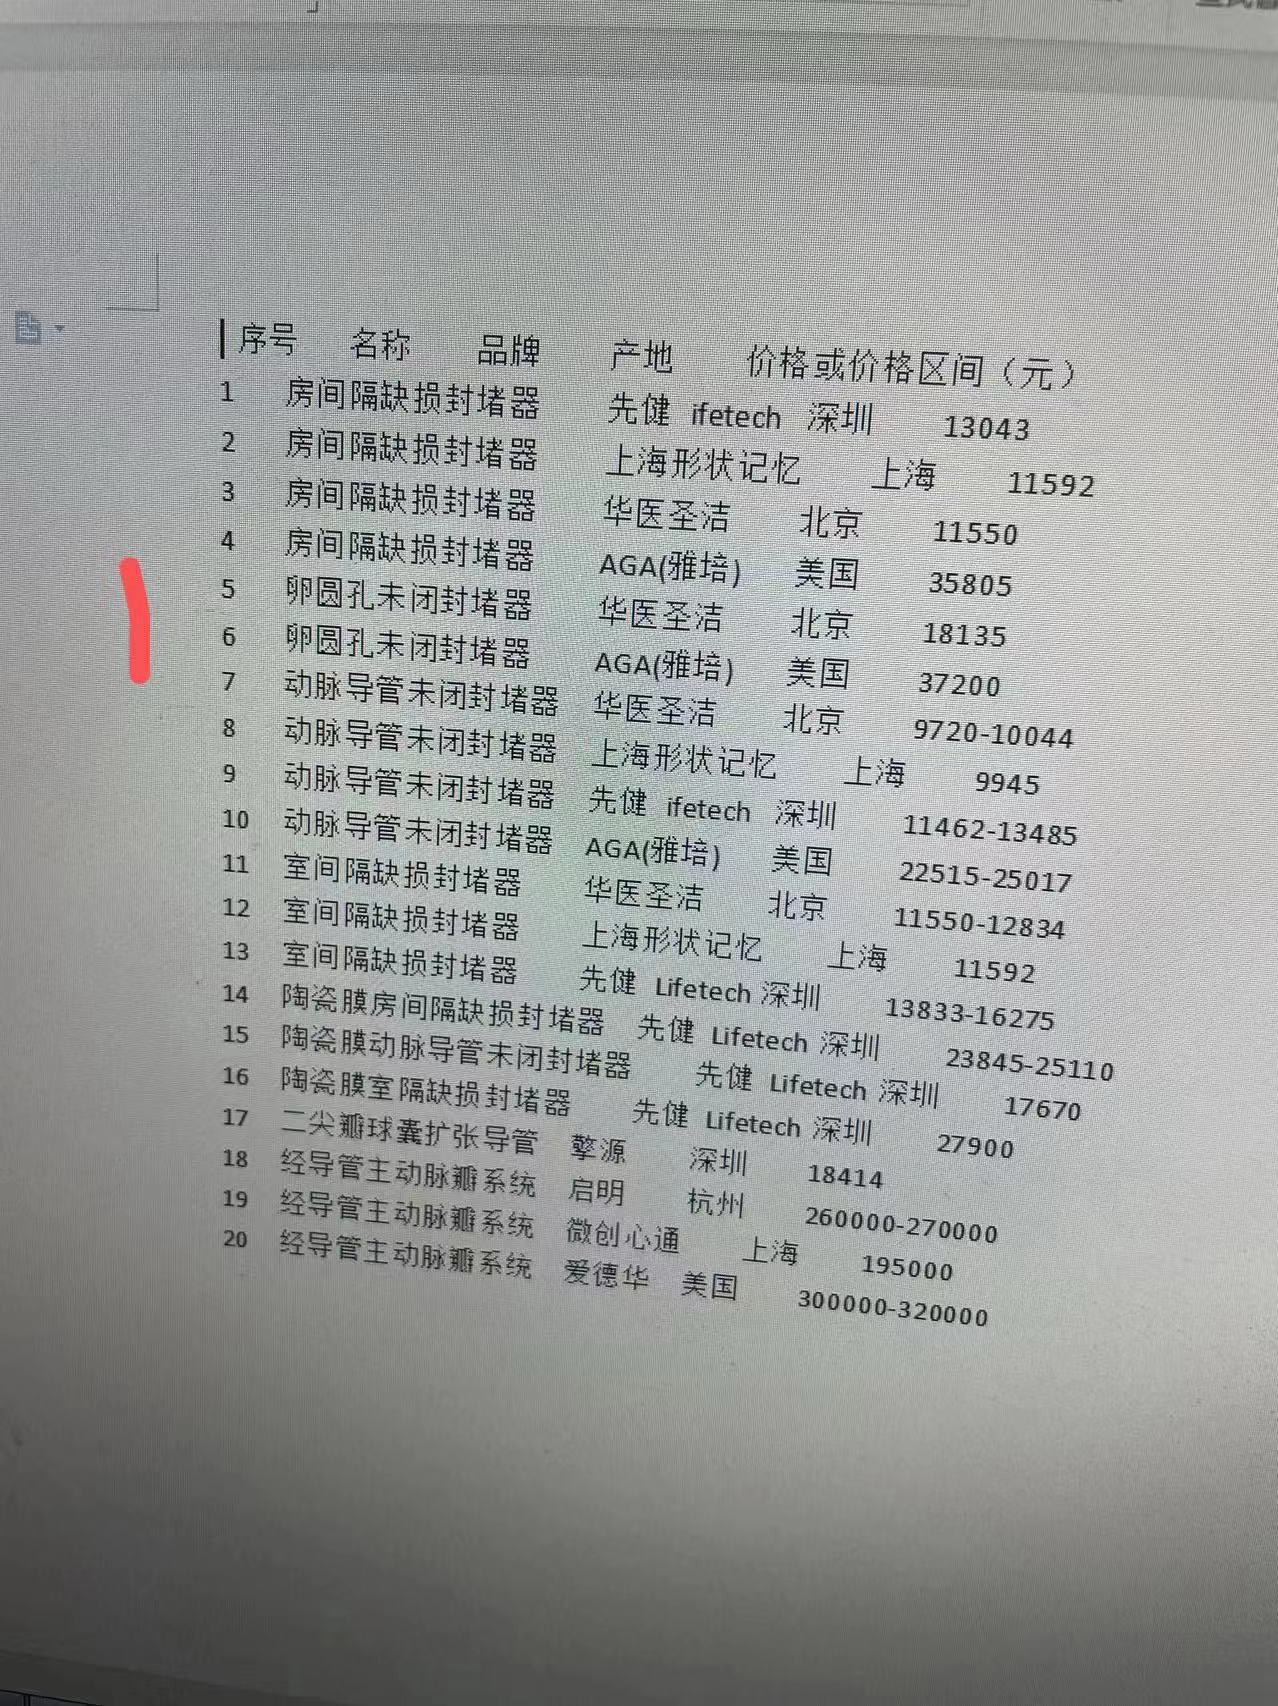 序号 名称 品牌 产地 价格或价格区间（元）
1 房间隔缺损封堵器 先健 ifetech 深圳 13043
2 房间隔缺损封堵器 上海形状记忆 上海 11592
3 房间隔缺损封堵器 华医圣洁 北京 11550
4 房间隔缺损封堵器 AGA(雅培) 美国 35805
5 卵圆孔未闭封堵器 华医圣洁 北京 18135
6 卵圆孔未闭封堵器 AGA(雅培) 美国 37200
7 动脉导管未闭封堵器 华医圣洁 北京 9720-10044
8 动脉导管未闭封堵器 上海形状记忆 上海 9945
9 动脉导管未闭封堵器 先健 ifetech 深圳 11462-13485
10 动脉导管未闭封堵器 AGA(雅培) 美国 22515-25017
11 室间隔缺损封堵器 华医圣洁 北京 11550-12834
12 室间隔缺损封堵器 上海形状记忆 上海 11592
13 室间隔缺损封堵器 先健 Lifetech 深圳 13833-16275
14 陶瓷膜房间隔缺损封堵器 先健 Lifetech 深圳 23845-25110
15 陶瓷膜动脉导管未闭封堵器 先健 Lifetech 深圳 17670
16 陶瓷膜室隔缺损封堵器 先健 Lifetech 深圳 27900
17 二尖瓣球囊扩张导管 擎源 深圳 18414
18 经导管主动脉瓣系统 启明 杭州 260000-270000
19 经导管主动脉瓣系统 微创心通 上海 195000
20 经导管主动脉瓣系统 爱德华 美国 300000-320000